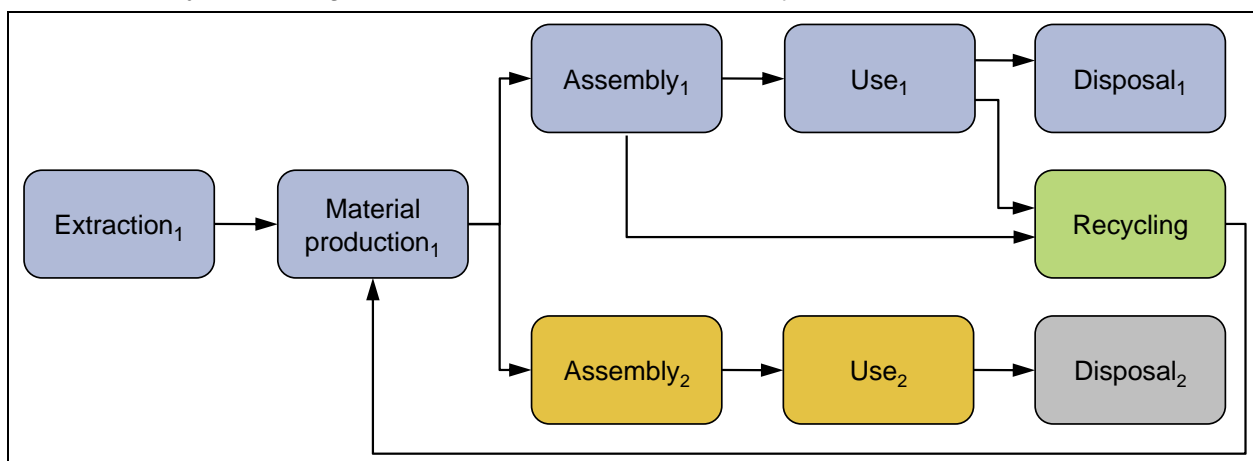 Assembly₁
Use₁
Disposal₁
Extraction₁
Material
production₁
Recycling
Assembly₂
Use₂
Disposal₂